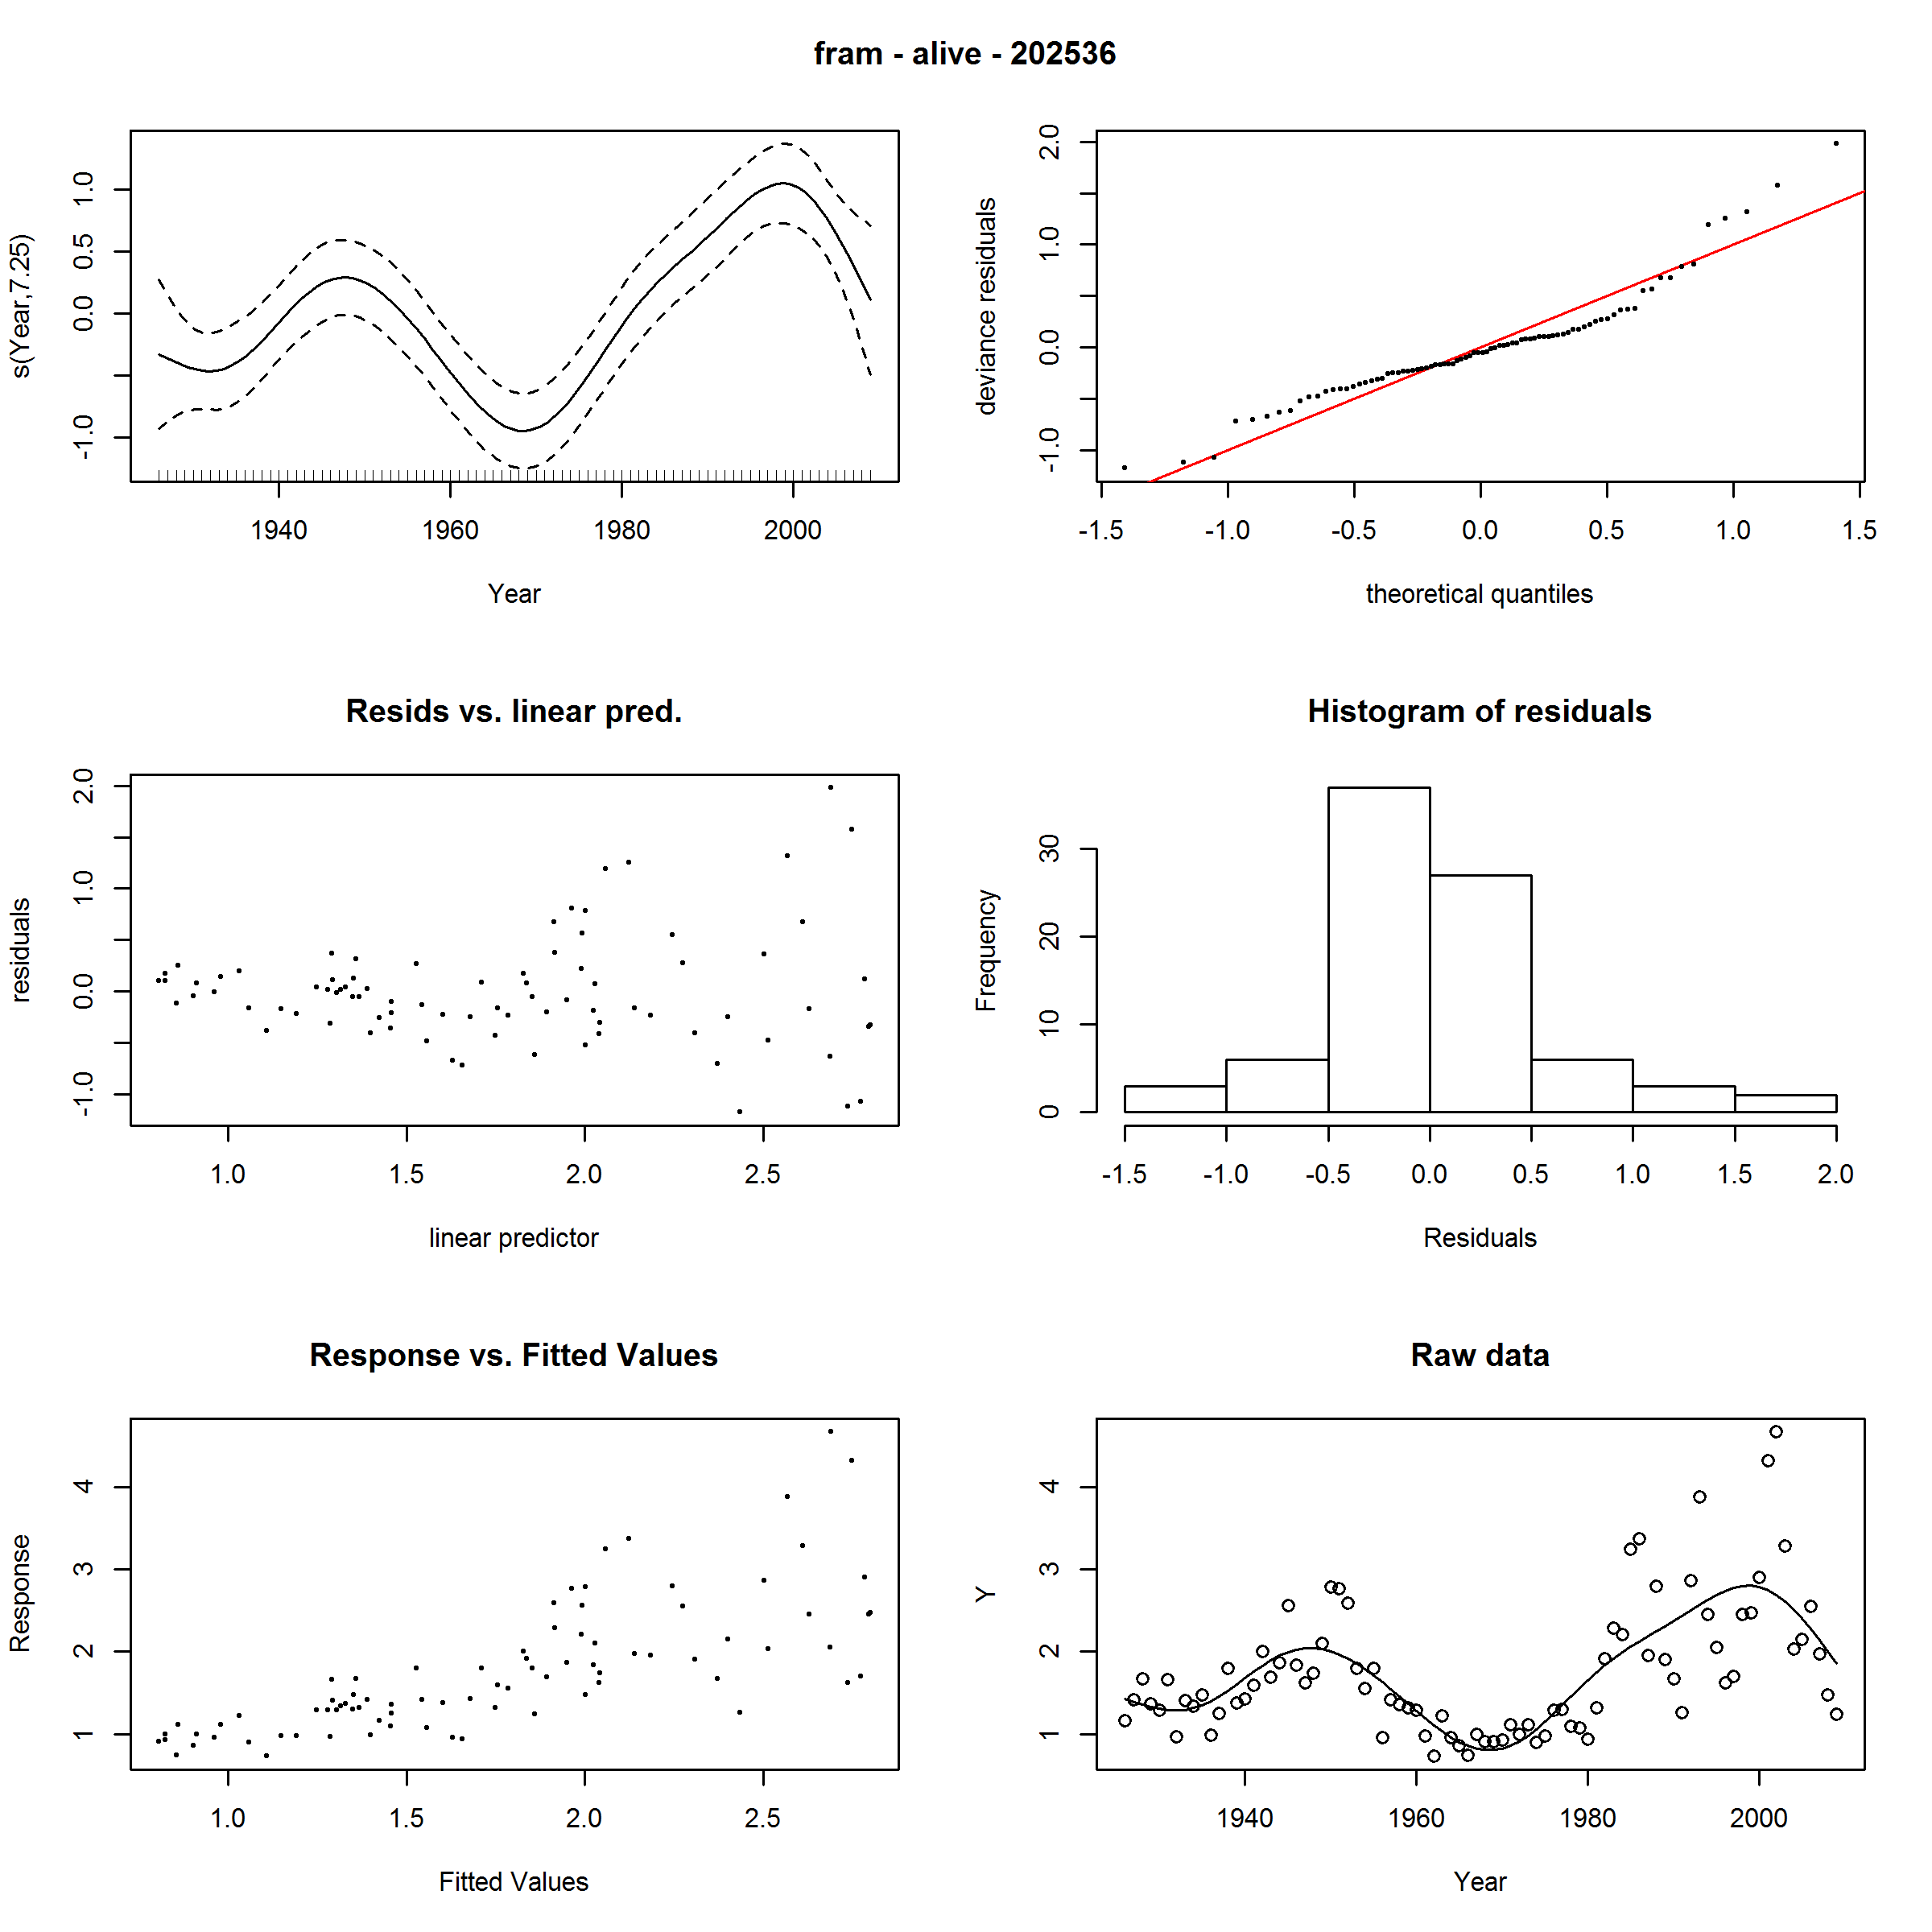 fram - alive - 202536
s(Year,7.25)
-1.0 0.0 0.5 1.0
1940 1960 1980 2000
Year
deviance residuals
-1.0 0.0 1.0 2.0
-1.5 -1.0 -0.5 0.0 0.5 1.0 1.5
theoretical quantiles
Resids vs. linear pred.
residuals
-1.0 0.0 1.0 2.0
1.0 1.5 2.0 2.5
linear predictor
Histogram of residuals
Frequency
0 10 20 30
-1.5 -1.0 -0.5 0.0 0.5 1.0 1.5 2.0
Residuals
Response vs. Fitted Values
Response
1 2 3 4
1.0 1.5 2.0 2.5
Fitted Values
Raw data
Y
1 2 3 4
1940 1960 1980 2000
Year